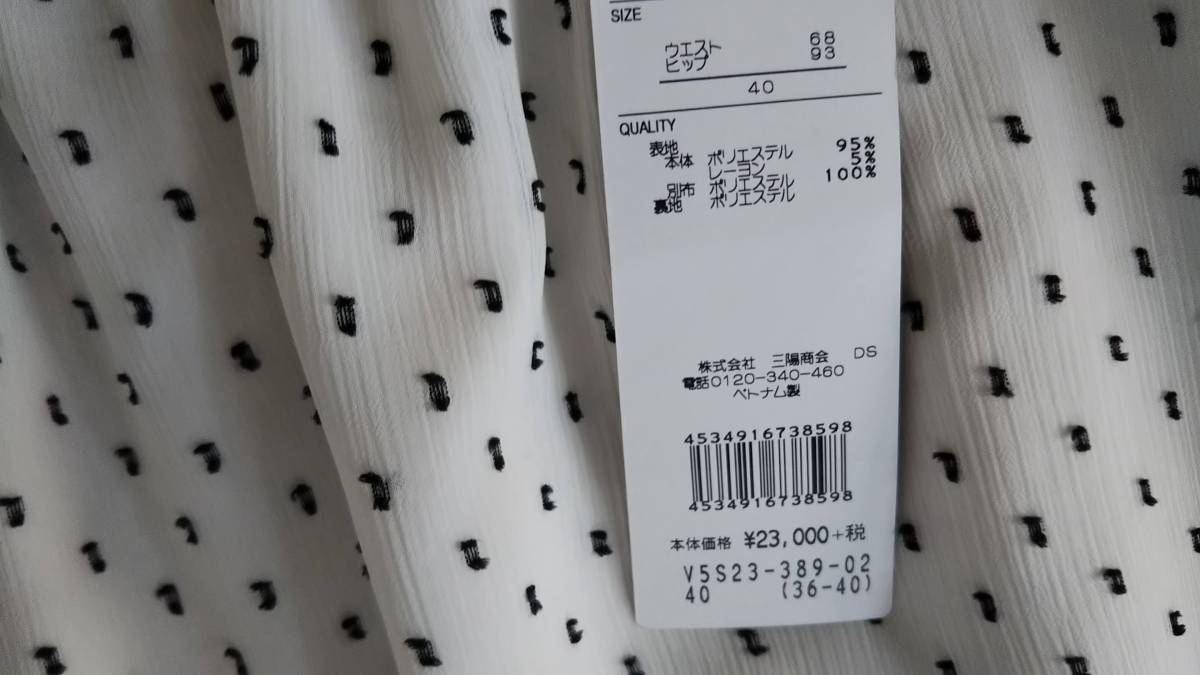 SIZE
ウエスト 68
ヒップ 93
40
QUALITY
表地
本体 ポリエステル 95%
レーヨン 5%
別布 ポリエステル 100%
裏地 ポリエステル
株式会社 三陽商会 DS
電話0120-340-460
ベトナム製
4534916738598
4534916738598
本体価格 ¥23,000+税
V5S23-389-02
40 (36-40)